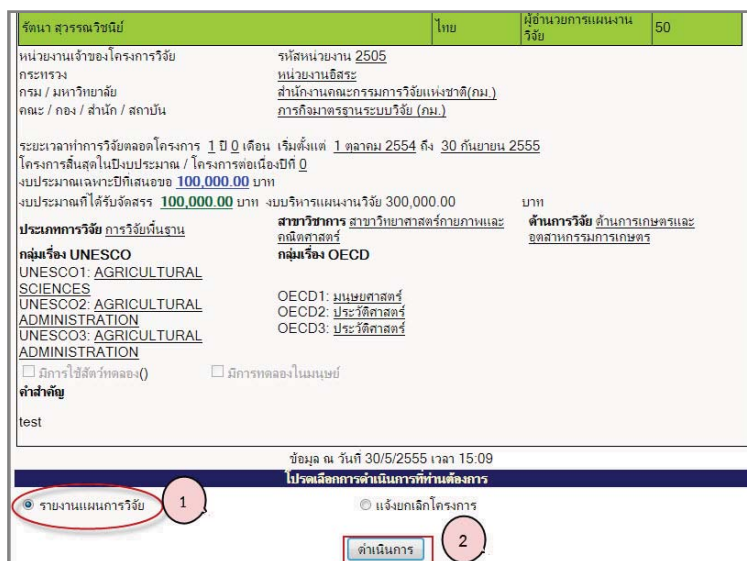 รัตนา สุวรรณวิชนีย์ ไทย ผู้อำนวยการแผนงานวิจัย 50
หน่วยงานเจ้าของโครงการวิจัย รหัสหน่วยงาน 2505
กระทรวง หน่วยงานอิสระ
กรม / มหาวิทยาลัย สำนักงานคณะกรรมการวิจัยแห่งชาติ(ภม.)
คณะ / กอง / สำนัก / สถาบัน ภารกิจมาตรฐานระบบวิจัย (ภม.)
ระยะเวลาทำการวิจัยตลอดโครงการ 1 ปี 0 เดือน เริ่มตั้งแต่ 1 ตุลาคม 2554 ถึง 30 กันยายน 2555
โครงการสิ้นสุดในปีงบประมาณ / โครงการต่อเนื่องปีที่ 0
งบประมาณเฉพาะปีที่เสนอขอ 100,000.00 บาท
งบประมาณที่ได้รับจัดสรร 100,000.00 บาท งบบริหารแผนงานวิจัย 300,000.00 บาท
ประเภทการวิจัย การวิจัยพื้นฐาน
สาขาวิชาการ สาขาวิทยาศาสตร์กายภาพและ
คณิตศาสตร์
ด้านการวิจัย ด้านการเกษตรและ
อุตสาหกรรมการเกษตร
กลุ่มเรื่อง UNESCO
UNESCO1: AGRICULTURAL
SCIENCES
UNESCO2: AGRICULTURAL
ADMINISTRATION
UNESCO3: AGRICULTURAL
ADMINISTRATION
กลุ่มเรื่อง OECD
OECD1: มนุษยศาสตร์
OECD2: ประวัติศาสตร์
OECD3: ประวัติศาสตร์
มีการใช้สัตว์ทดลอง() มีการทดลองในมนุษย์
คำสำคัญ
test
ข้อมูล ณ วันที่ 30/5/2555 เวลา 15:09
โปรดเลือกการดำเนินการที่ท่านต้องการ
รายงานแผนการวิจัย 1 แจ้งยกเลิกโครงการ
ดำเนินการ 2